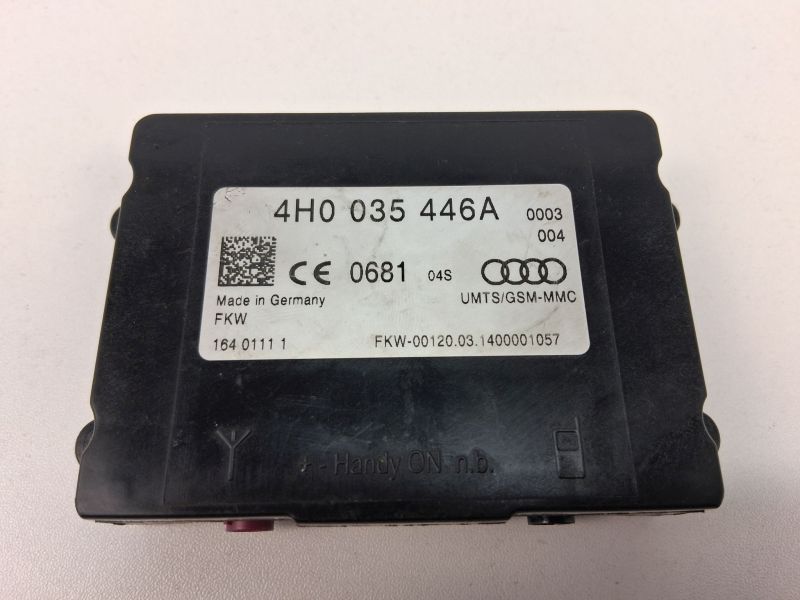 4H0 035 446A 0003
004
CE 0681 04S
Made in Germany UMTS/GSM-MMC
FKW
164 0111 1 FKW-00120.03.1400001057
+ - Handy ON n.b.